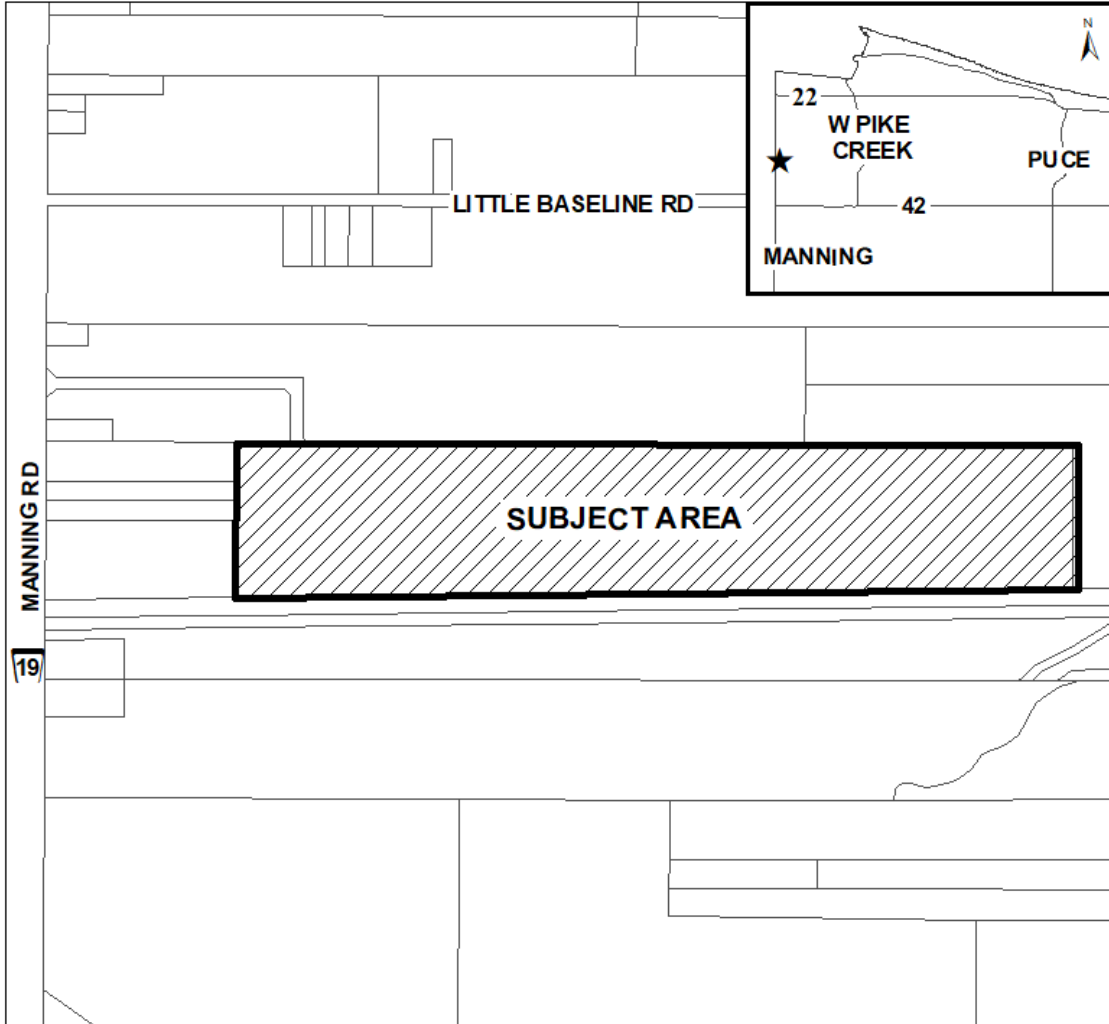 N
22
W PIKE
CREEK
PUCE
LITTLE BASELINE RD
42
MANNING
MANNING RD
SUBJECT AREA
19